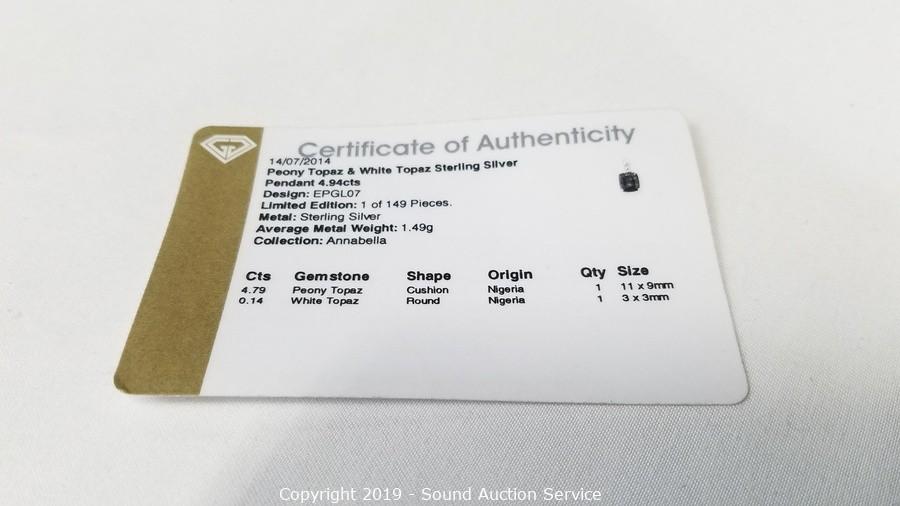 GG
Certificate of Authenticity
14/07/2014
Peony Topaz & White Topaz Sterling Silver
Pendant 4.94cts
Design: EPGL07
Limited Edition: 1 of 149 Pieces.
Metal: Sterling Silver
Average Metal Weight: 1.49g
Collection: Annabella
Cts Gemstone Shape Origin Qty Size
4.79 Peony Topaz Cushion Nigeria 1 11 x 9mm
0.14 White Topaz Round Nigeria 1 3 x 3mm
Copyright 2019 - Sound Auction Service